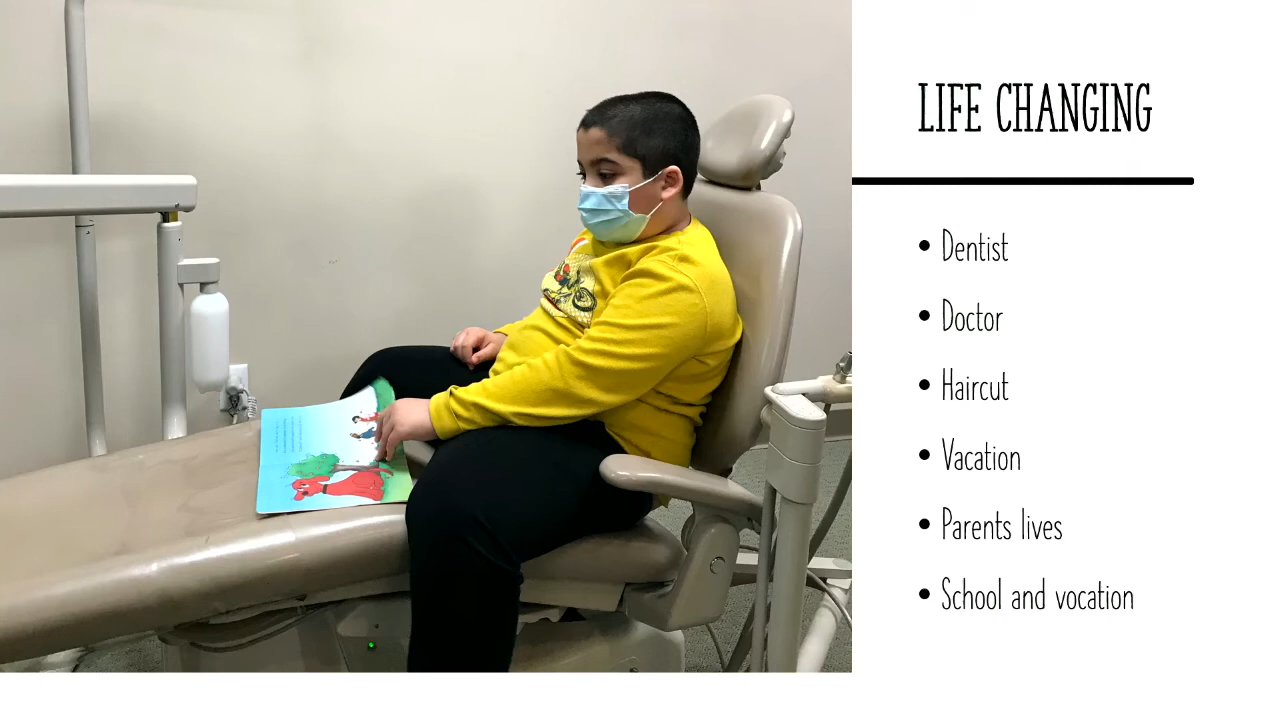 LIFE CHANGING
• Dentist
• Doctor
• Haircut
• Vacation
• Parents lives
• School and vocation